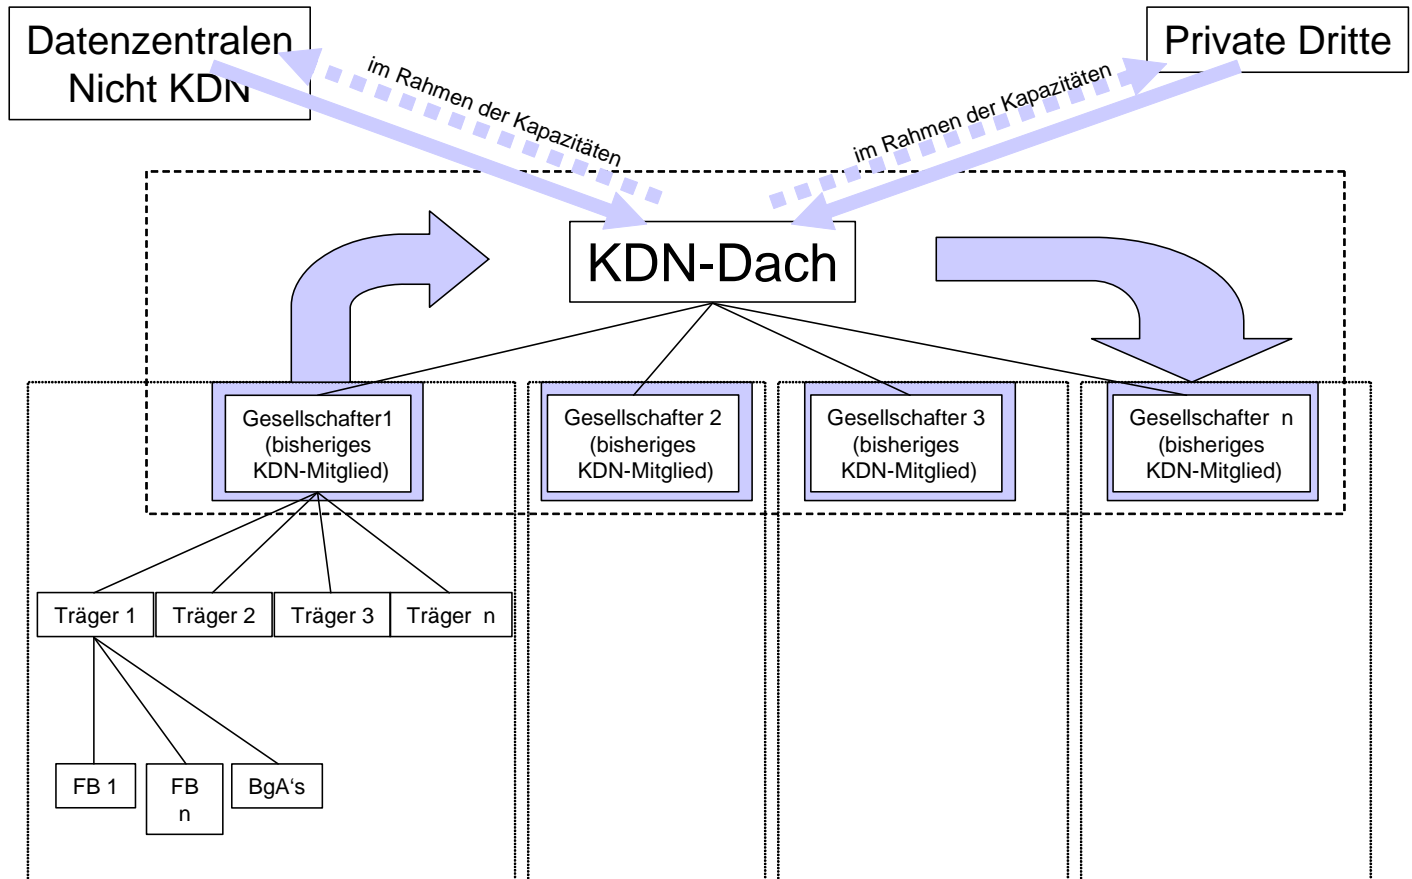 Datenzentralen
Nicht KDN
Private Dritte
im Rahmen der Kapazitäten
im Rahmen der Kapazitäten
KDN-Dach
Gesellschafter1
(bisheriges
KDN-Mitglied)
Gesellschafter 2
(bisheriges
KDN-Mitglied)
Gesellschafter 3
(bisheriges
KDN-Mitglied)
Gesellschafter n
(bisheriges
KDN-Mitglied)
Träger 1
Träger 2
Träger 3
Träger n
FB 1
FB
n
BgA‘s